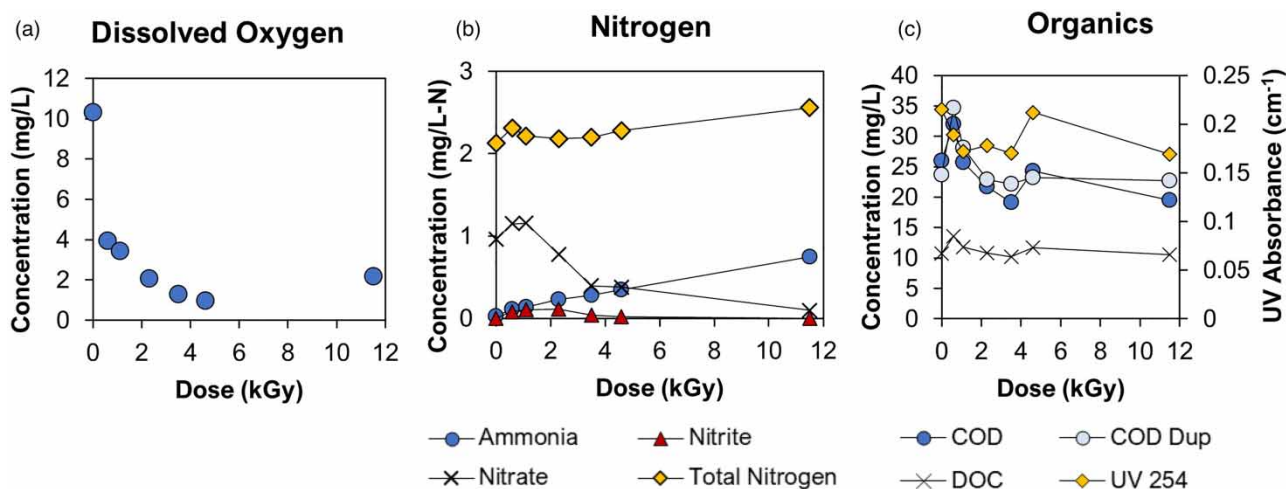 (a) Dissolved Oxygen
Concentration (mg/L)
12
10
8
6
4
2
0
0 2 4 6 8 10 12
Dose (kGy)
(b) Nitrogen
Concentration (mg/L-N)
3
2
1
0
0 2 4 6 8 10 12
Dose (kGy)
Ammonia Nitrite
Nitrate Total Nitrogen
(c) Organics
Concentration (mg/L)
40
35
30
25
20
15
10
5
0
0.25
0.2
0.15
0.1
0.05
0
UV Absorbance (cm⁻¹)
0 2 4 6 8 10 12
Dose (kGy)
COD COD Dup
DOC UV 254